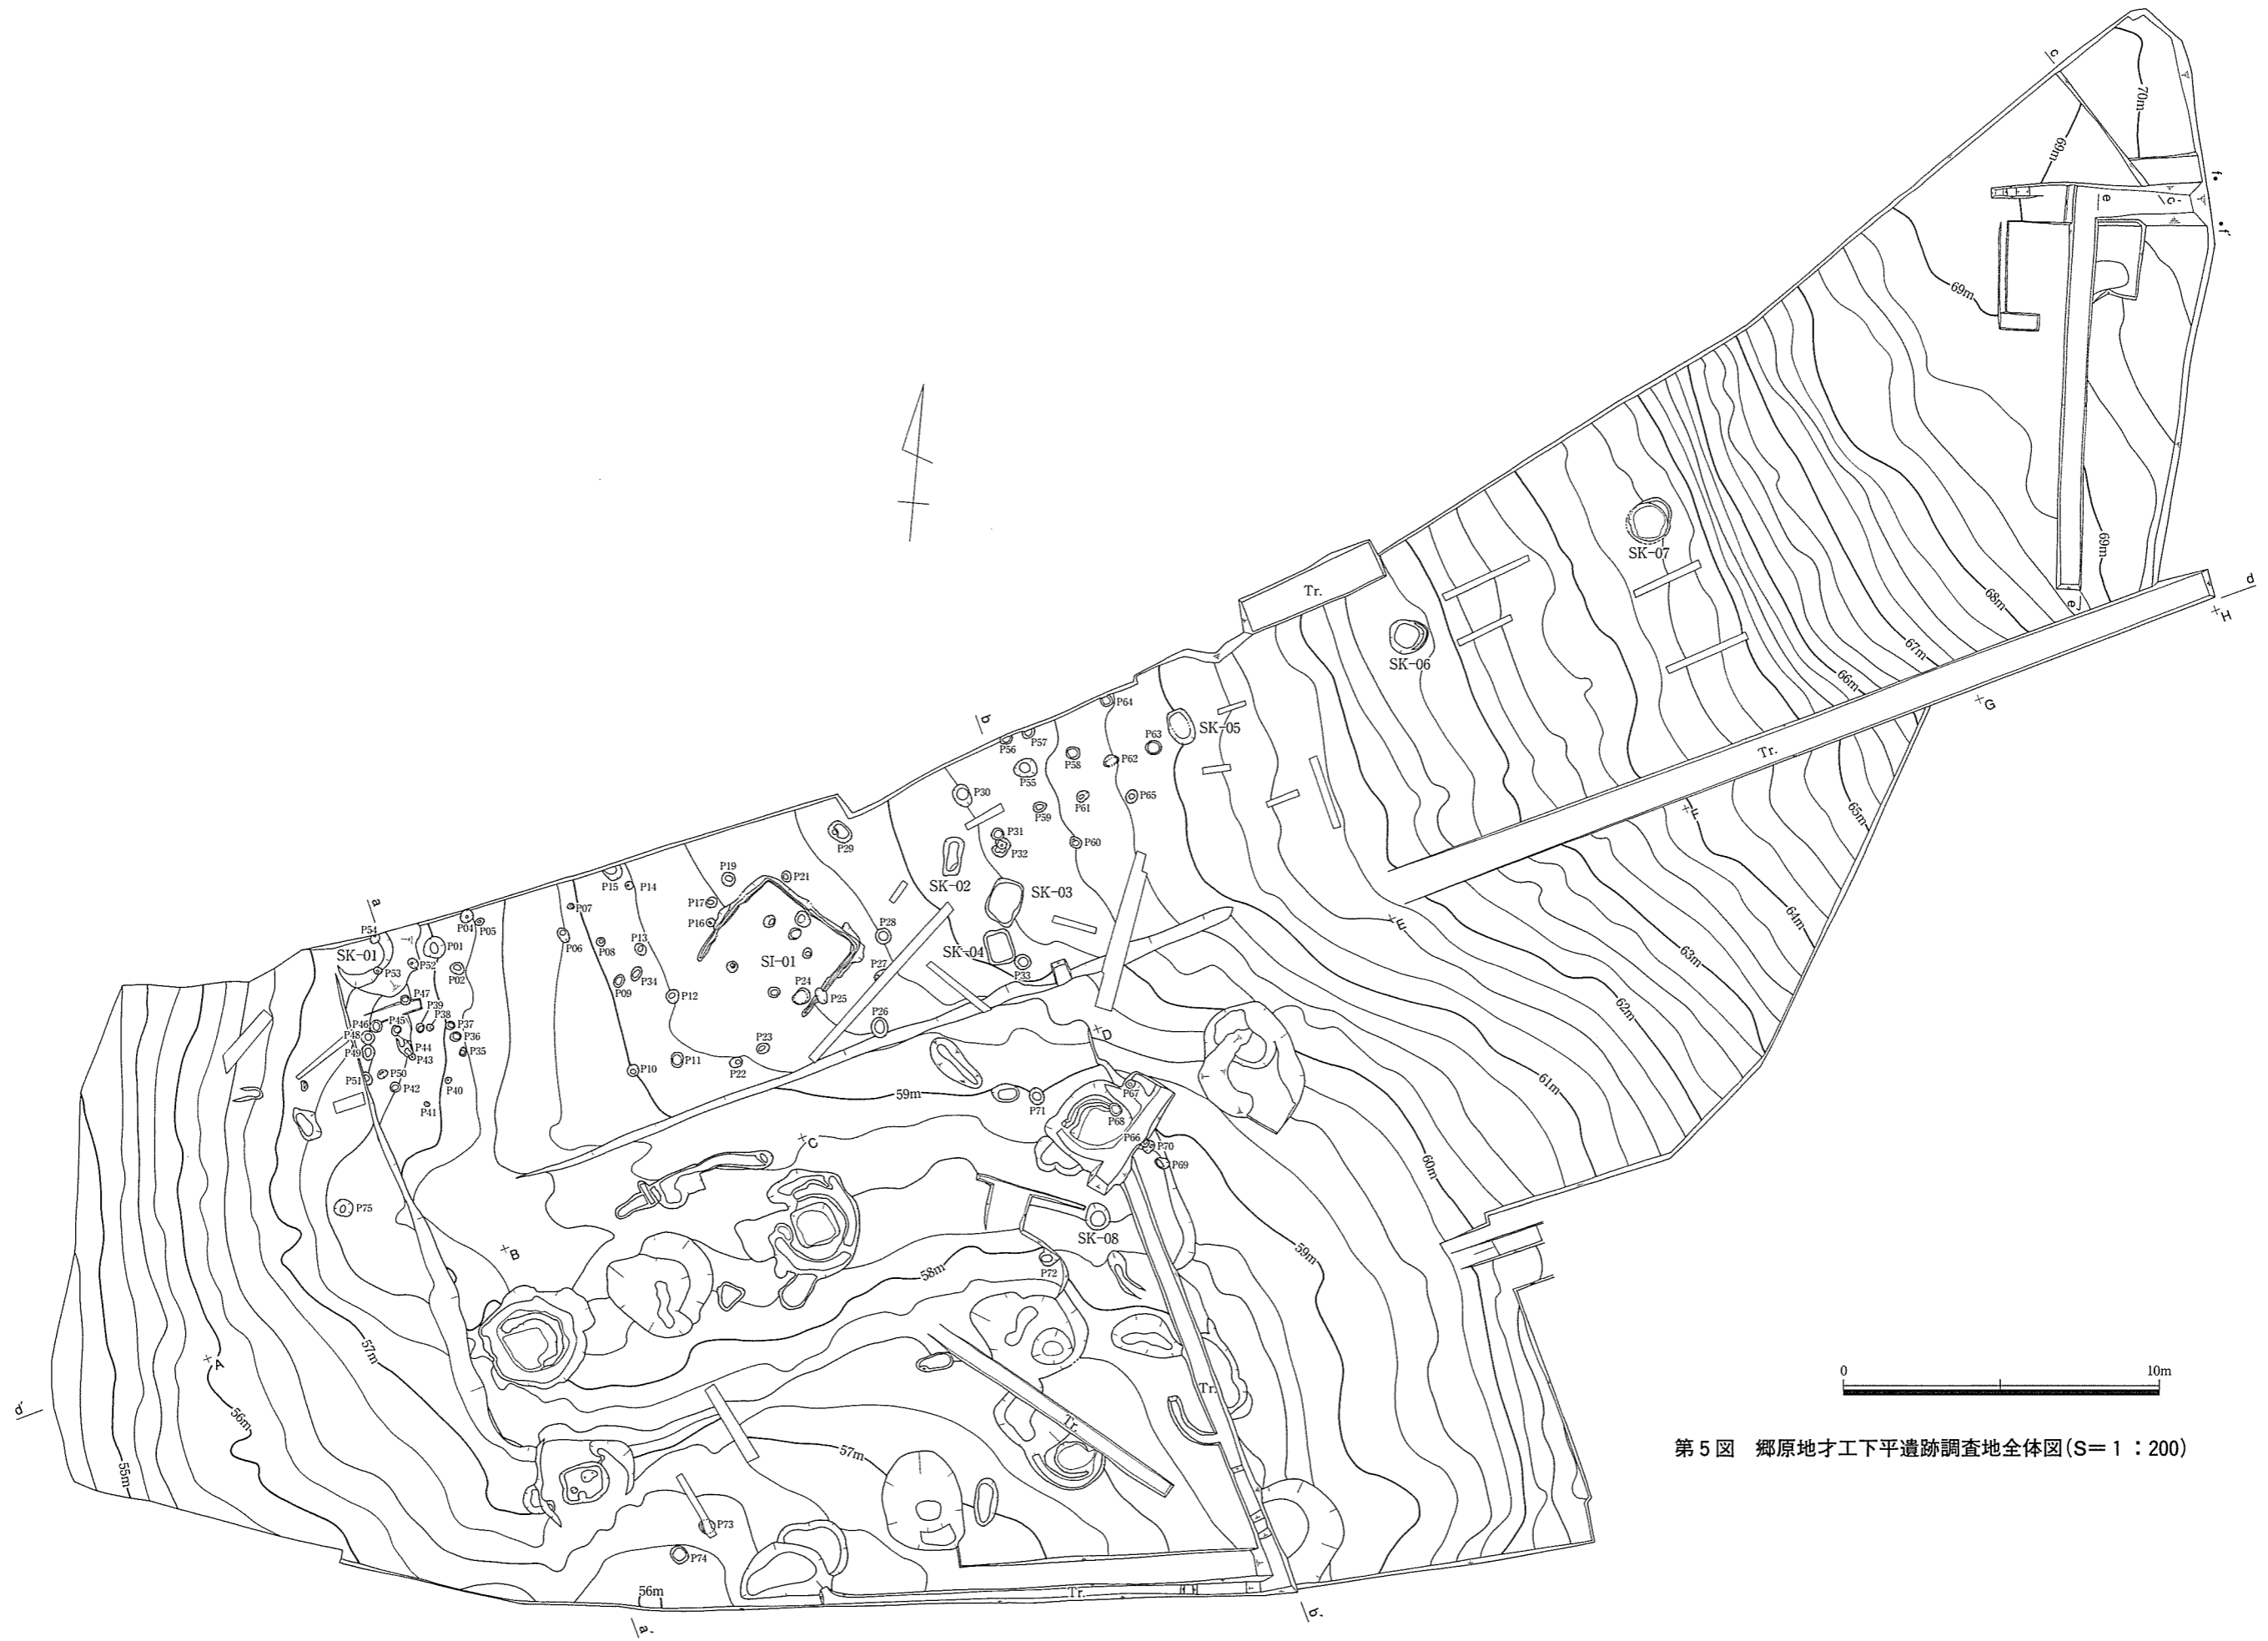 c
70m
69m
f
e
c'
f'
69m
69m
SK-07
Tr.
68m
e'
d
H
SK-06
67m
66m
G
P64
b
SK-05
P56
P57
P63
Tr.
P58
P62
P55
P30
P61
P65
F
65m
P59
P31
P29
P32
P60
P19
P21
SK-02
P15
P14
SK-03
a
P17
P07
64m
P16
P28
E
P04
P05
P54
P06
P08
P13
P01
SK-01
SK-04
63m
SI-01
P33
P52
P53
P02
P27
P34
P09
P24
P12
P25
P47
P39
62m
P38
P26
P46
P45
P37
P48
P36
D
P44
P49
P43
P35
P23
P11
P22
P10
P51
P50
P42
P40
59m
P71
P67
61m
P41
P68
C
P66
P70
P69
60m
P75
SK-08
B
59m
58m
P72
57m
A
0
10m
Tr.
d'
56m
Tr.
57m
第5図 郷原地才工下平遺跡調査地全体図(S=1:200)
55m
P73
P74
56m
Tr.
a'
b'